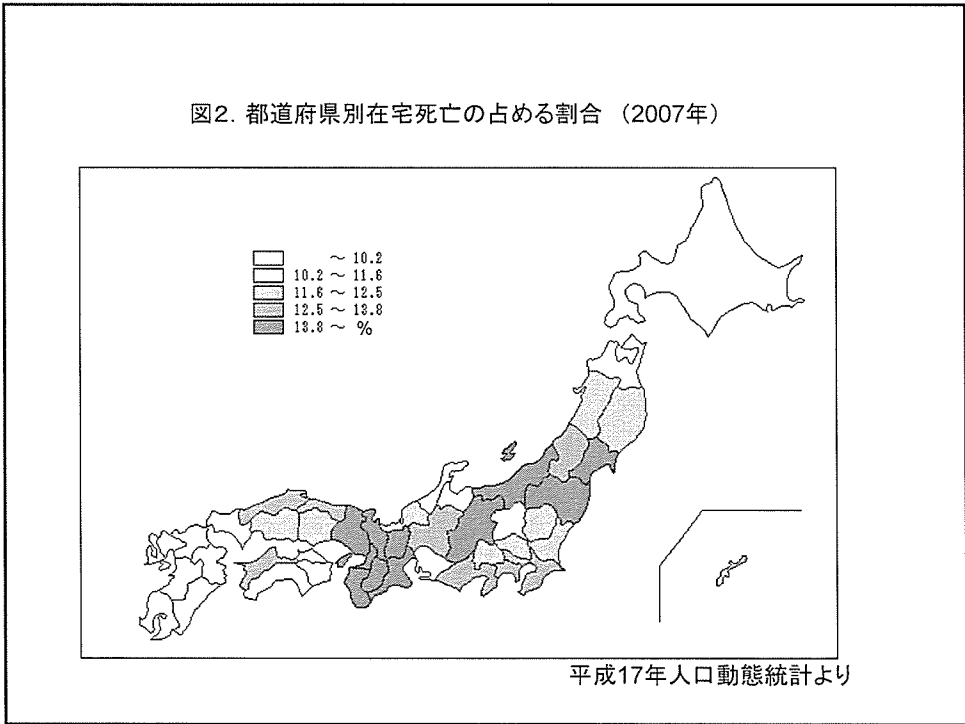 図2. 都道府県別在宅死亡の占める割合 （2007年）
～ 10.2
10.2 ～ 11.6
11.6 ～ 12.5
12.5 ～ 13.8
13.8 ～ %
平成17年人口動態統計より